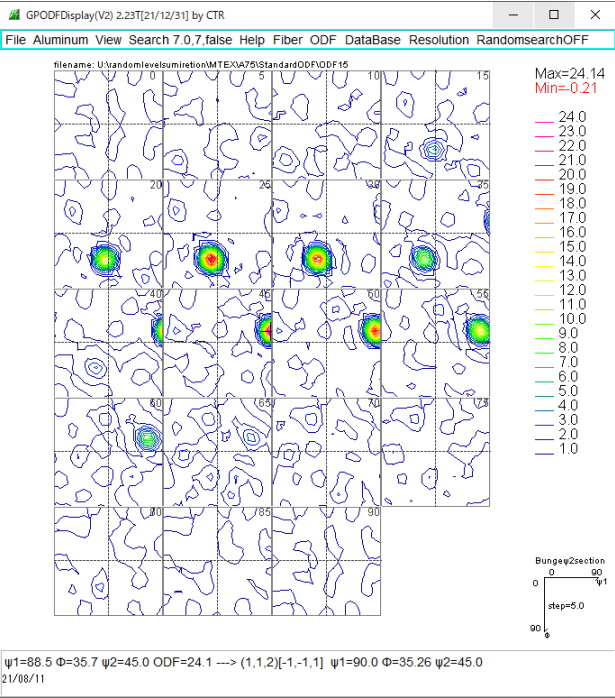 GPODFDisplay(V2) 2.23T[21/12/31] by CTR
File Aluminum View Search 7.0,7,false Help Fiber ODF DataBase Resolution RandomsearchOFF
filename: U:\randomlevelsumiretion\MTEX\A75\StandardODF\ODF15
Max=24.14
Min=-0.21
0 5 10 15
20 25 30 35
40 45 50 55
60 65 70 75
80 85 90
24.0
23.0
22.0
21.0
20.0
19.0
18.0
17.0
16.0
15.0
14.0
13.0
12.0
11.0
10.0
9.0
8.0
7.0
6.0
5.0
4.0
3.0
2.0
1.0
Bungeψ2section
0 90
0 ψ1
step=5.0
90
Φ
ψ1=88.5 Φ=35.7 ψ2=45.0 ODF=24.1 ---> (1,1,2)[-1,-1,1] ψ1=90.0 Φ=35.26 ψ2=45.0
21/08/11